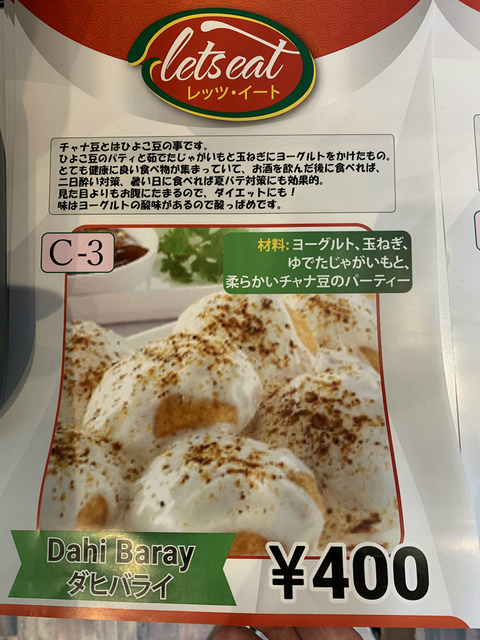 letseat
レッツ・イート
チャナ豆とはひよこ豆の事です。
ひよこ豆のパティと茹でたじゃがいもと玉ねぎにヨーグルトをかけたもの。
とても健康に良い食べ物が集まっていて、お酒を飲んだ後に食べれば、
二日酔い対策、暑い日に食べれば夏バテ対策にも効果的。
見た目よりもお腹にたまるので、ダイエットにも！
味はヨーグルトの酸味があるので酸っぱめです。
C-3
材料: ヨーグルト、玉ねぎ、
ゆでたじゃがいもと、
柔らかいチャナ豆のパーティー
Dahi Baray
ダヒバライ
¥400